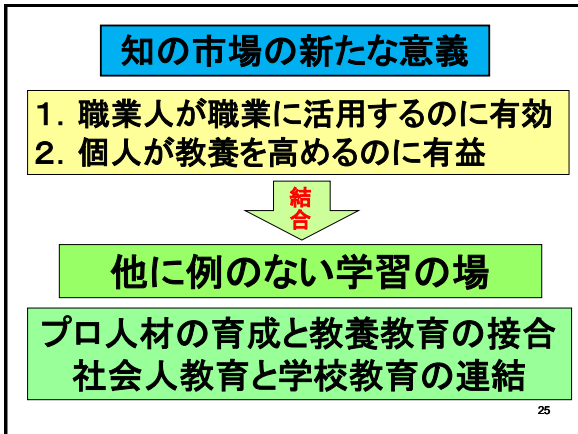 知の市場の新たな意義
1. 職業人が職業に活用するのに有効
2. 個人が教養を高めるのに有益
結
合
他に例のない学習の場
プロ人材の育成と教養教育の接合
社会人教育と学校教育の連結
25